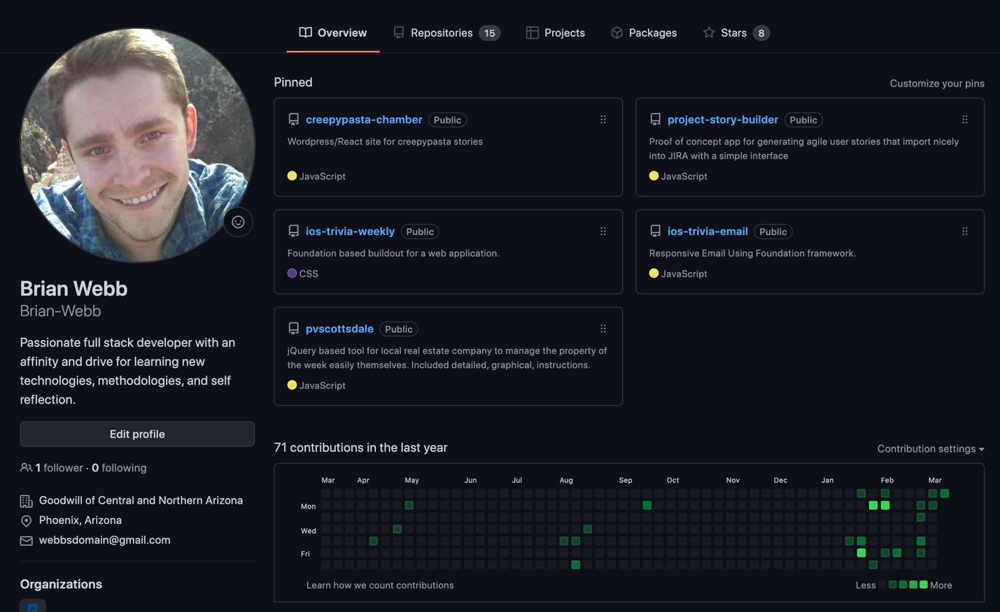 Overview
Repositories 15
Projects
Packages
Stars 8
Brian Webb
Brian-Webb
Passionate full stack developer with an
affinity and drive for learning new
technologies, methodologies, and self
reflection.
Edit profile
1 follower · 0 following
Goodwill of Central and Northern Arizona
Phoenix, Arizona
webbsdomain@gmail.com
Organizations
Pinned
Customize your pins
creepypasta-chamber Public
Wordpress/React site for creepypasta stories
JavaScript
project-story-builder Public
Proof of concept app for generating agile user stories that import nicely
into JIRA with a simple interface
JavaScript
ios-trivia-weekly Public
Foundation based buildout for a web application.
CSS
ios-trivia-email Public
Responsive Email Using Foundation framework.
JavaScript
pvscottsdale Public
jQuery based tool for local real estate company to manage the property of
the week easily themselves. Included detailed, graphical, instructions.
JavaScript
71 contributions in the last year
Contribution settings
Mar Apr May Jun Jul Aug Sep Oct Nov Dec Jan Feb Mar
Mon
Wed
Fri
Learn how we count contributions
Less More